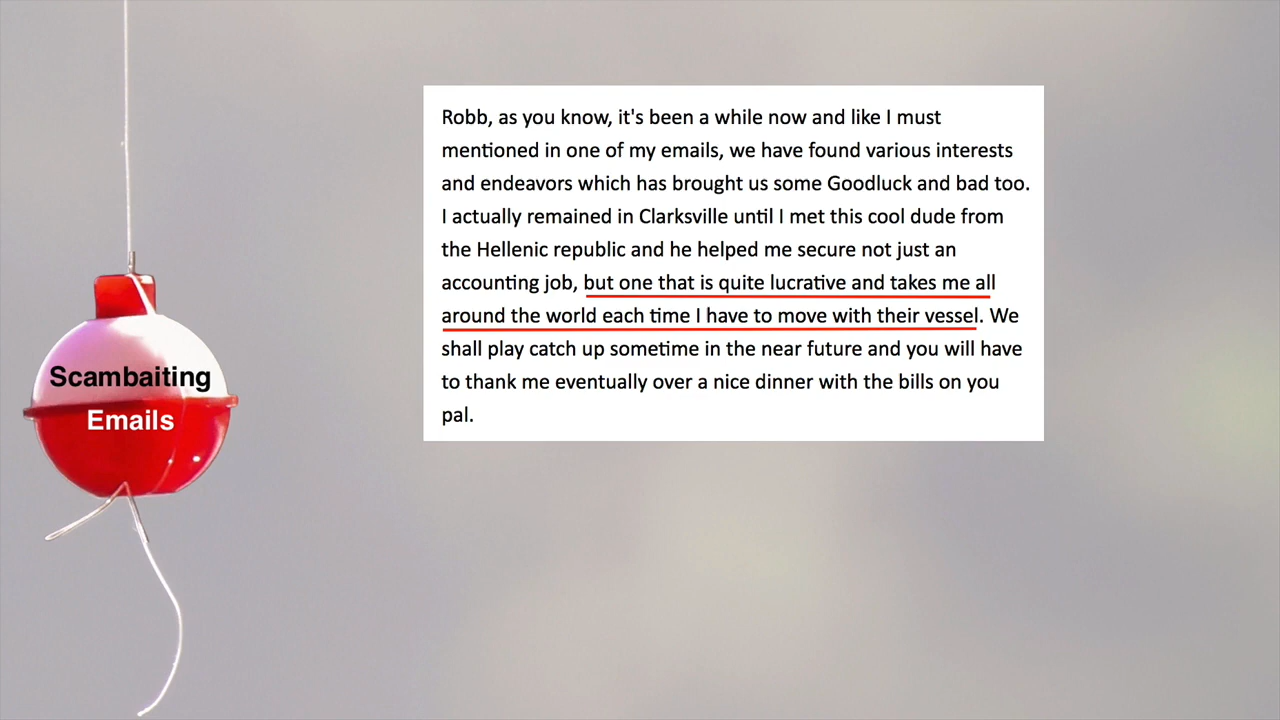 Scambaiting
Emails
Robb, as you know, it's been a while now and like I must
mentioned in one of my emails, we have found various interests
and endeavors which has brought us some Goodluck and bad too.
I actually remained in Clarksville until I met this cool dude from
the Hellenic republic and he helped me secure not just an
accounting job, but one that is quite lucrative and takes me all
around the world each time I have to move with their vessel. We
shall play catch up sometime in the near future and you will have
to thank me eventually over a nice dinner with the bills on you
pal.